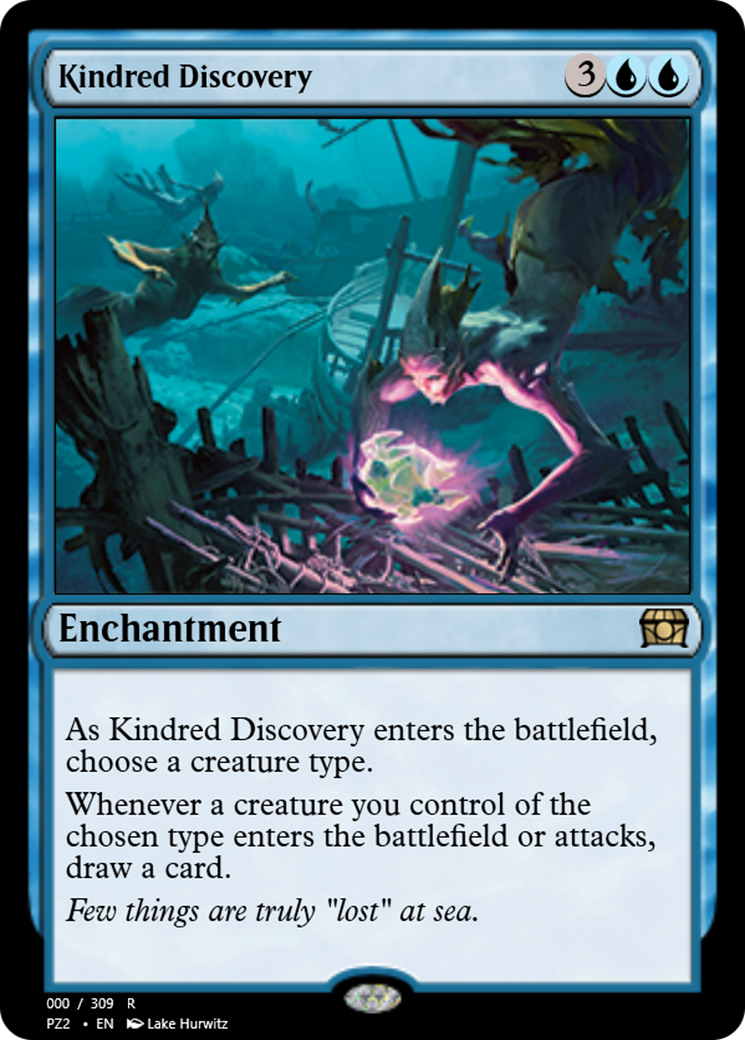 Kindred Discovery 3
Enchantment
As Kindred Discovery enters the battlefield,
choose a creature type.
Whenever a creature you control of the
chosen type enters the battlefield or attacks,
draw a card.
Few things are truly "lost" at sea.
000 / 309 R
PZ2 • EN Lake Hurwitz